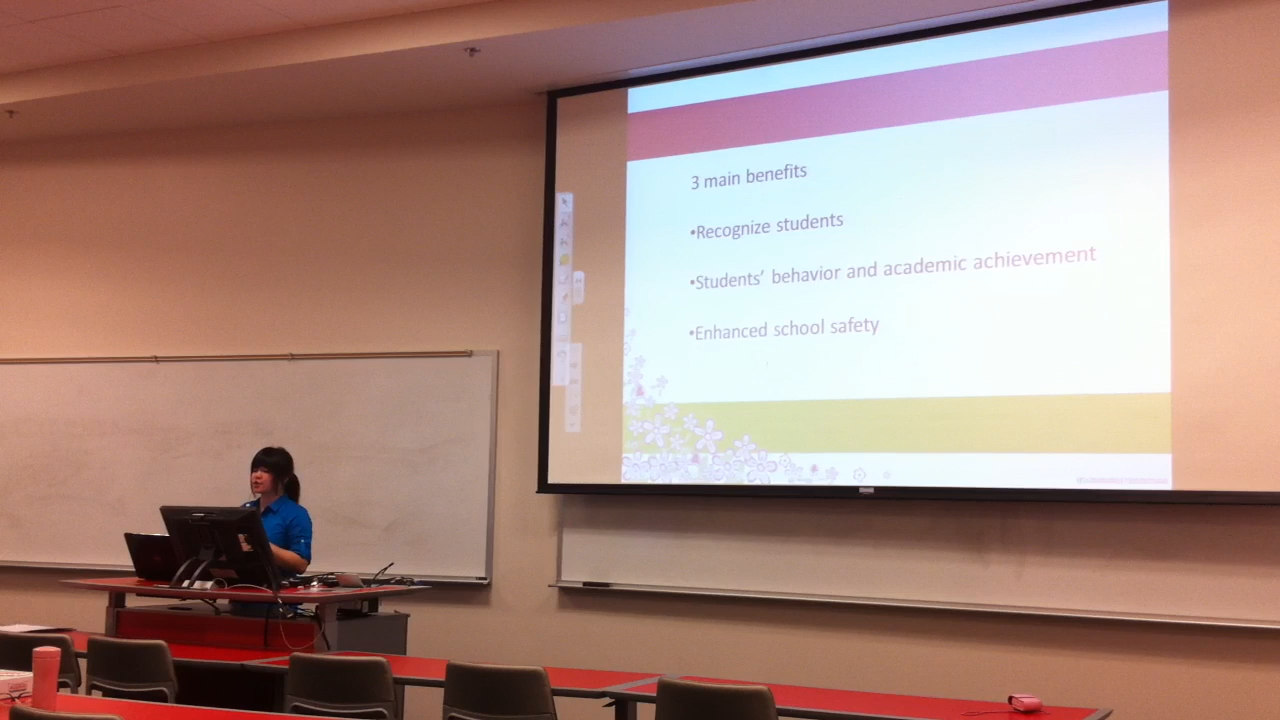 3 main benefits
•Recognize students
•Students' behavior and academic achievement
•Enhanced school safety